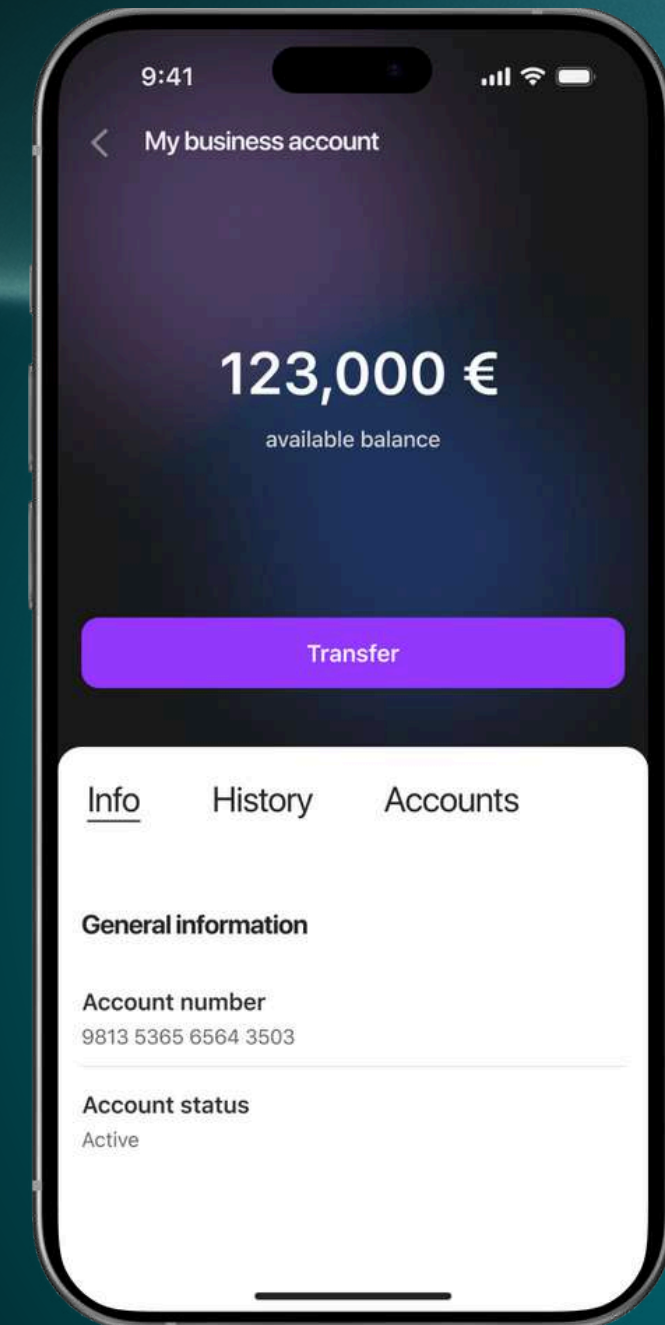 9:41
My business account
123,000 €
available balance
Transfer
Info History Accounts
General information
Account number
9813 5365 6564 3503
Account status
Active